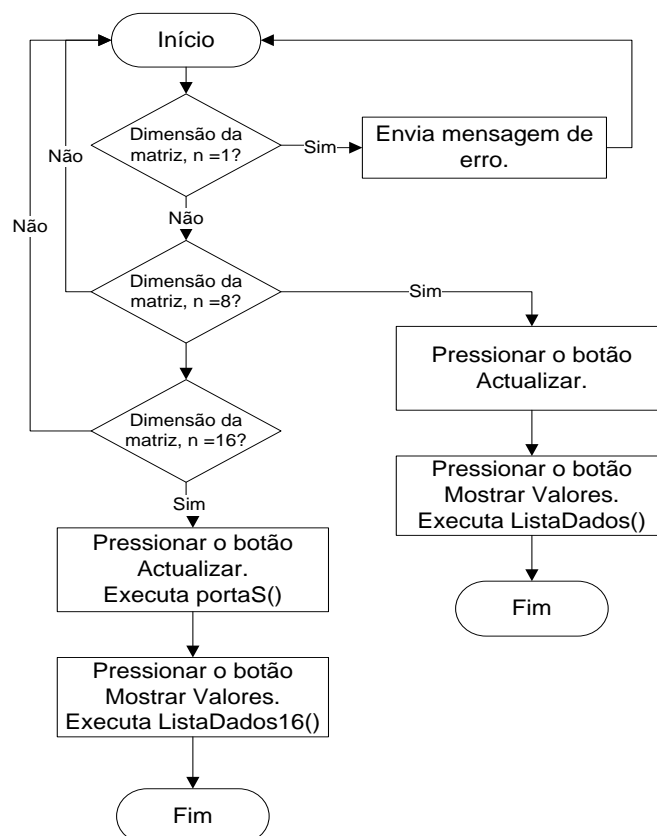 Início
Dimensão da
matriz, n =1?
Sim
Envia mensagem de
erro.
Não
Não
Não
Dimensão da
matriz, n =8?
Sim
Pressionar o botão
Actualizar.
Dimensão da
matriz, n =16?
Pressionar o botão
Mostrar Valores.
Executa ListaDados()
Sim
Pressionar o botão
Actualizar.
Executa portaS()
Fim
Pressionar o botão
Mostrar Valores.
Executa ListaDados16()
Fim